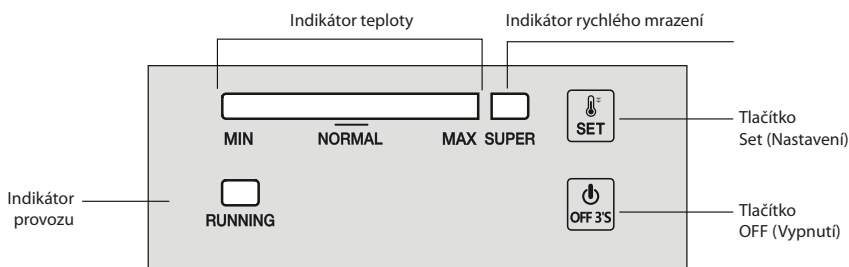 Indikátor teploty
Indikátor rychlého mrazení
MIN NORMAL MAX SUPER
SET
Tlačítko
Set (Nastavení)
Indikátor
provozu
RUNNING
OFF 3'S
Tlačítko
OFF (Vypnutí)